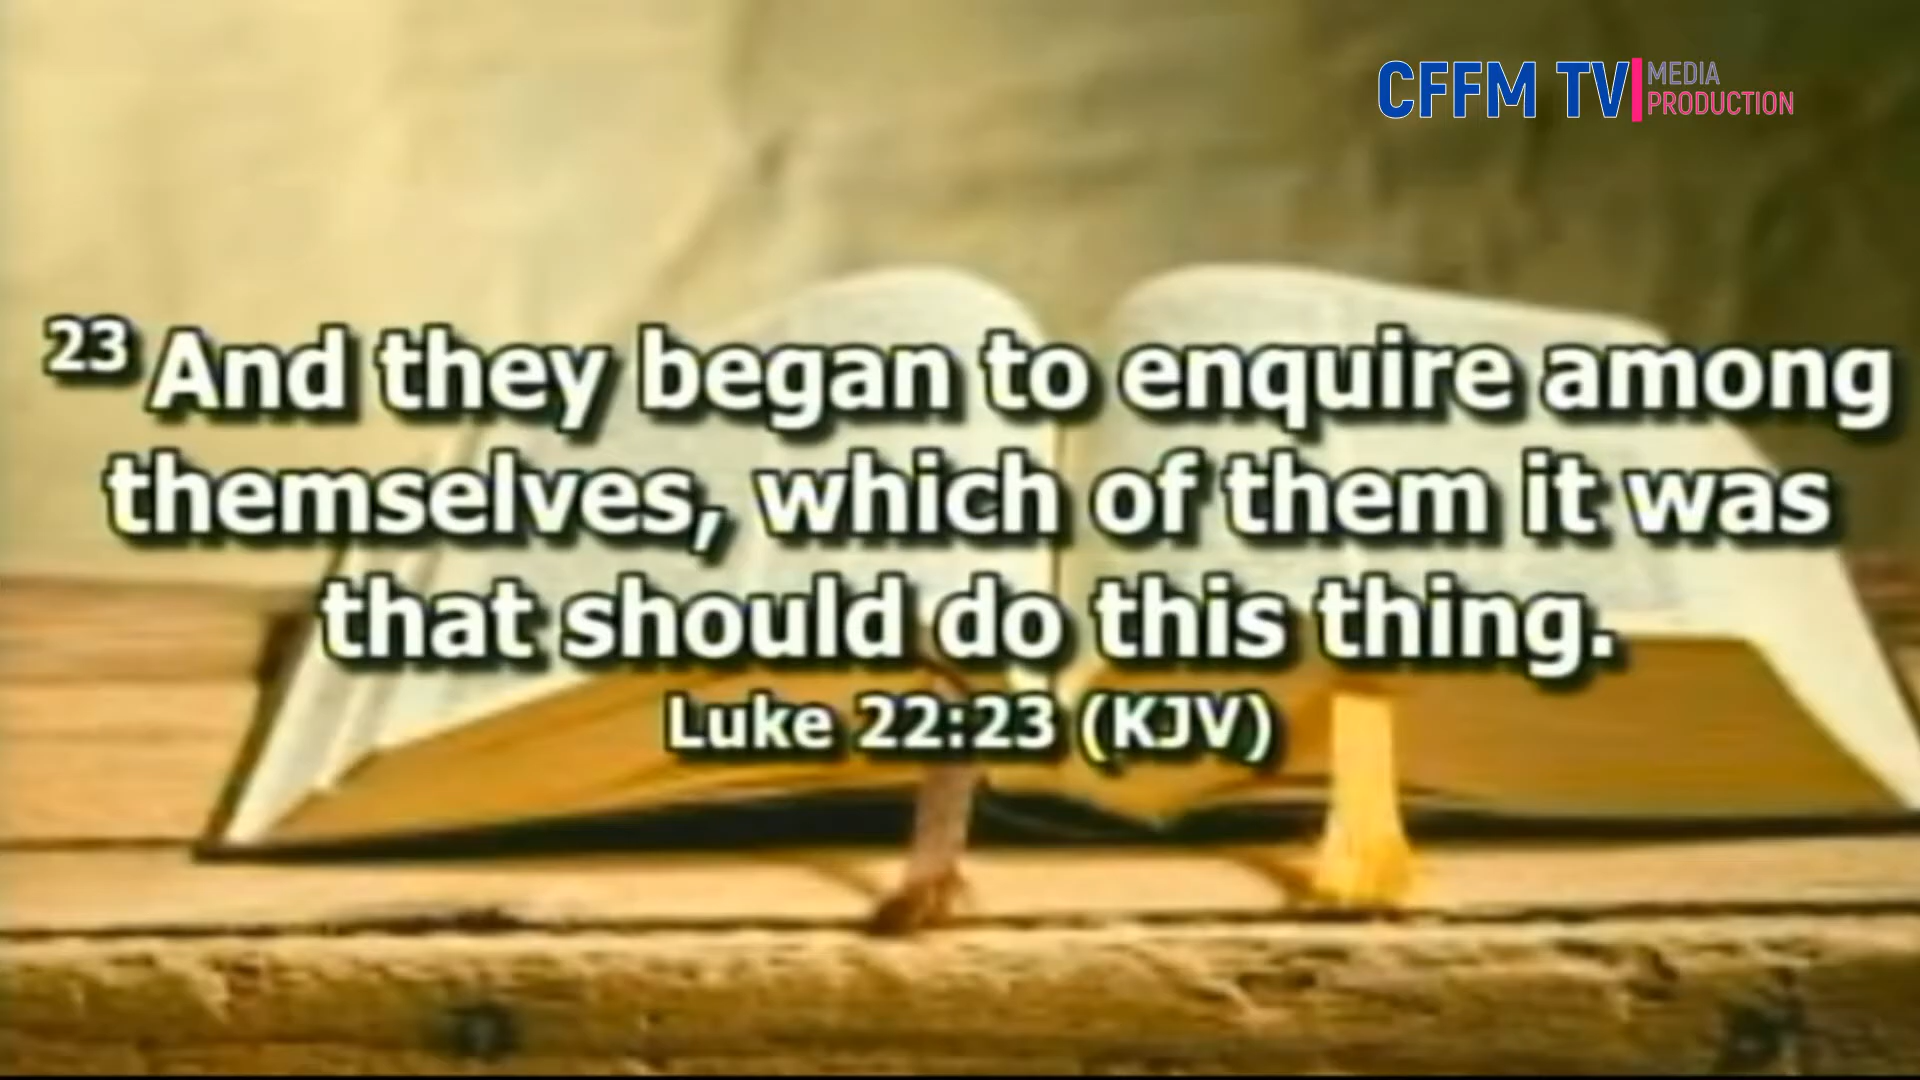 CFFM TV
MEDIA
PRODUCTION
23 And they began to enquire among
themselves, which of them it was
that should do this thing.
Luke 22:23 (KJV)